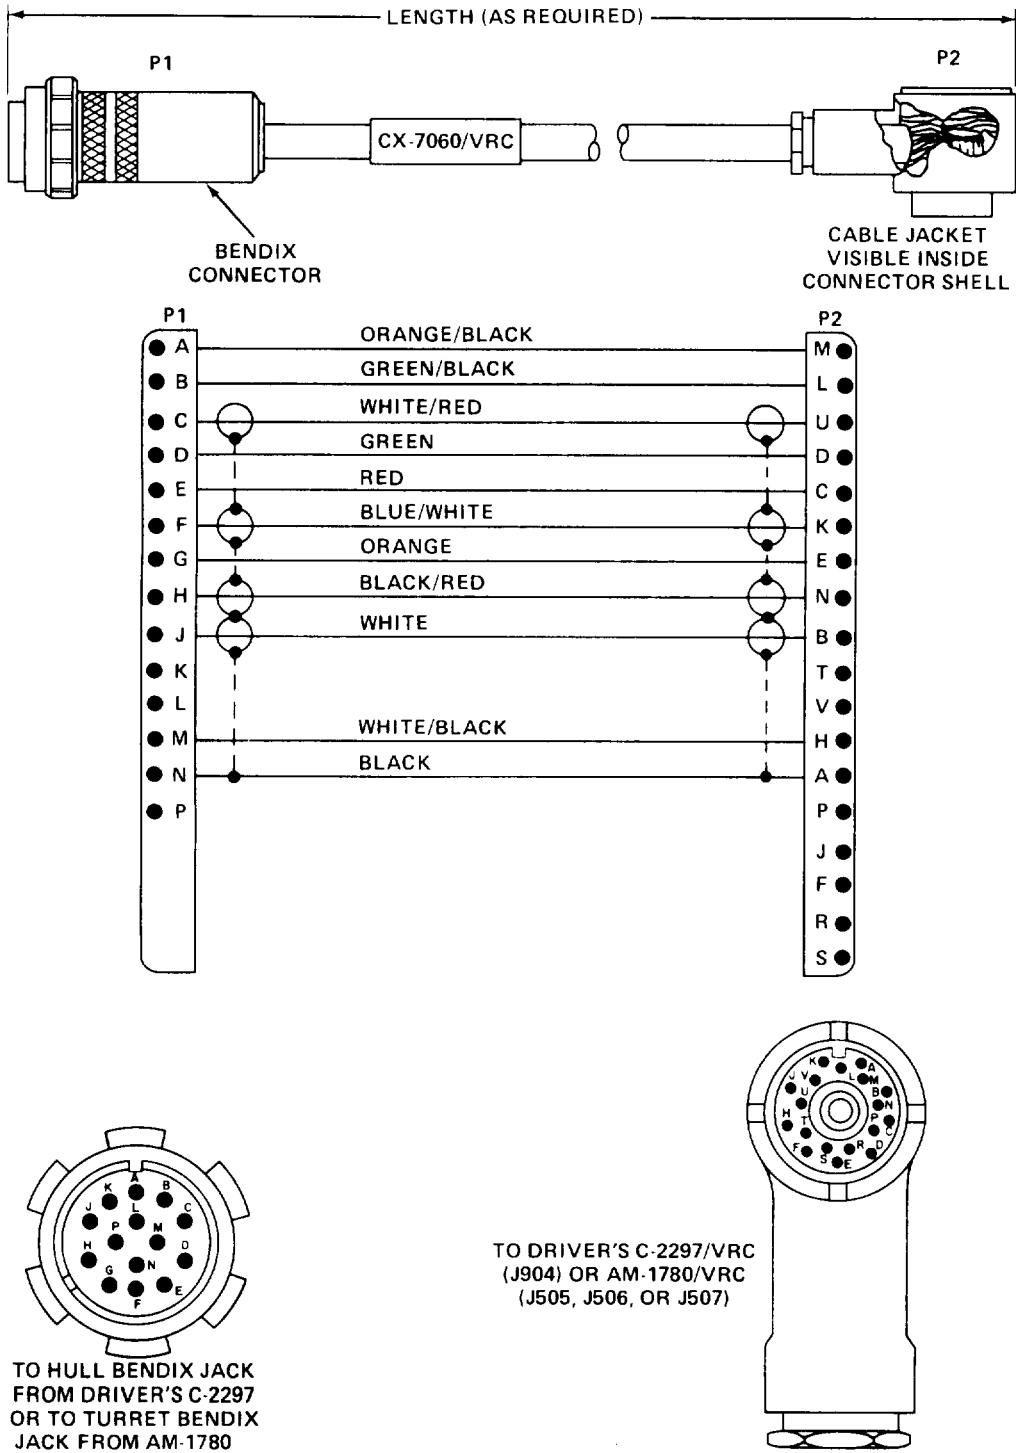 LENGTH (AS REQUIRED)
P1
P2
CX-7060/VRC
BENDIX
CONNECTOR
CABLE JACKET
VISIBLE INSIDE
CONNECTOR SHELL
P1
P2
A ORANGE/BLACK M
B GREEN/BLACK L
C WHITE/RED U
D GREEN D
E RED C
F BLUE/WHITE K
G ORANGE E
H BLACK/RED N
J WHITE B
K T
L V
M WHITE/BLACK H
N BLACK A
P P
J
F
R
S
K A
L M
J V B
U N
H P
T C
F R D
S E
A
K B
J L C
P M
H D
G N E
F
TO DRIVER'S C-2297/VRC
(J904) OR AM-1780/VRC
(J505, J506, OR J507)
TO HULL BENDIX JACK
FROM DRIVER'S C-2297
OR TO TURRET BENDIX
JACK FROM AM-1780